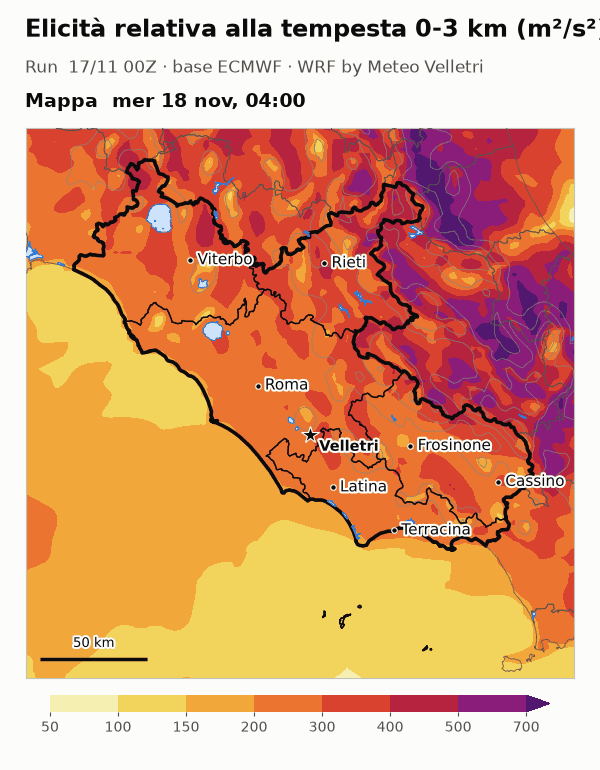 Elicità relativa alla tempesta 0-3 km (m²/s²)
Run 17/11 00Z · base ECMWF · WRF by Meteo Velletri
Mappa mer 18 nov, 04:00
Viterbo
Rieti
Roma
Velletri
Frosinone
Latina
Cassino
Terracina
50 km
50 100 150 200 300 400 500 700